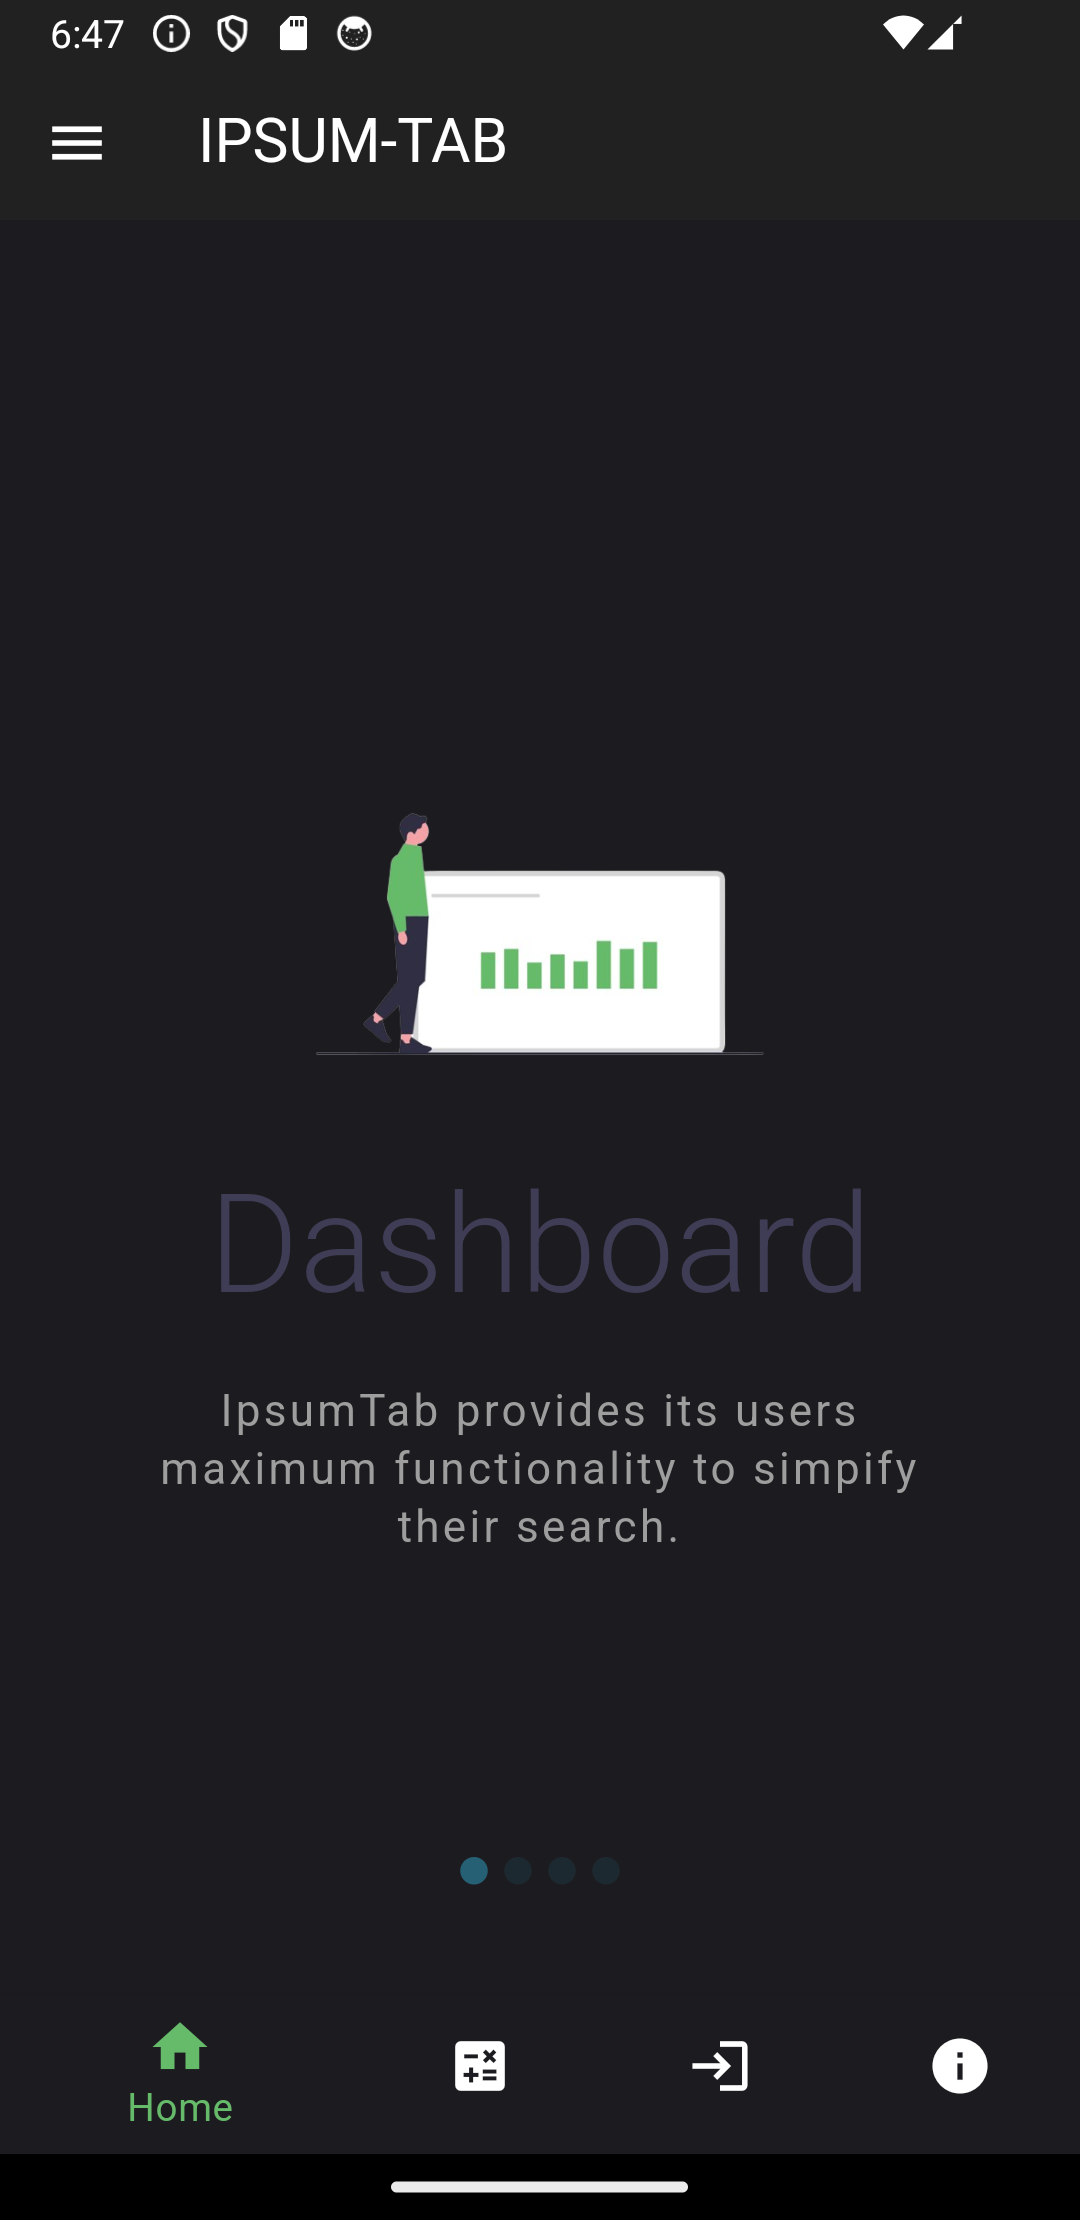 6:47
IPSUM-TAB
Dashboard
IpsumTab provides its users
maximum functionality to simpify
their search.
Home